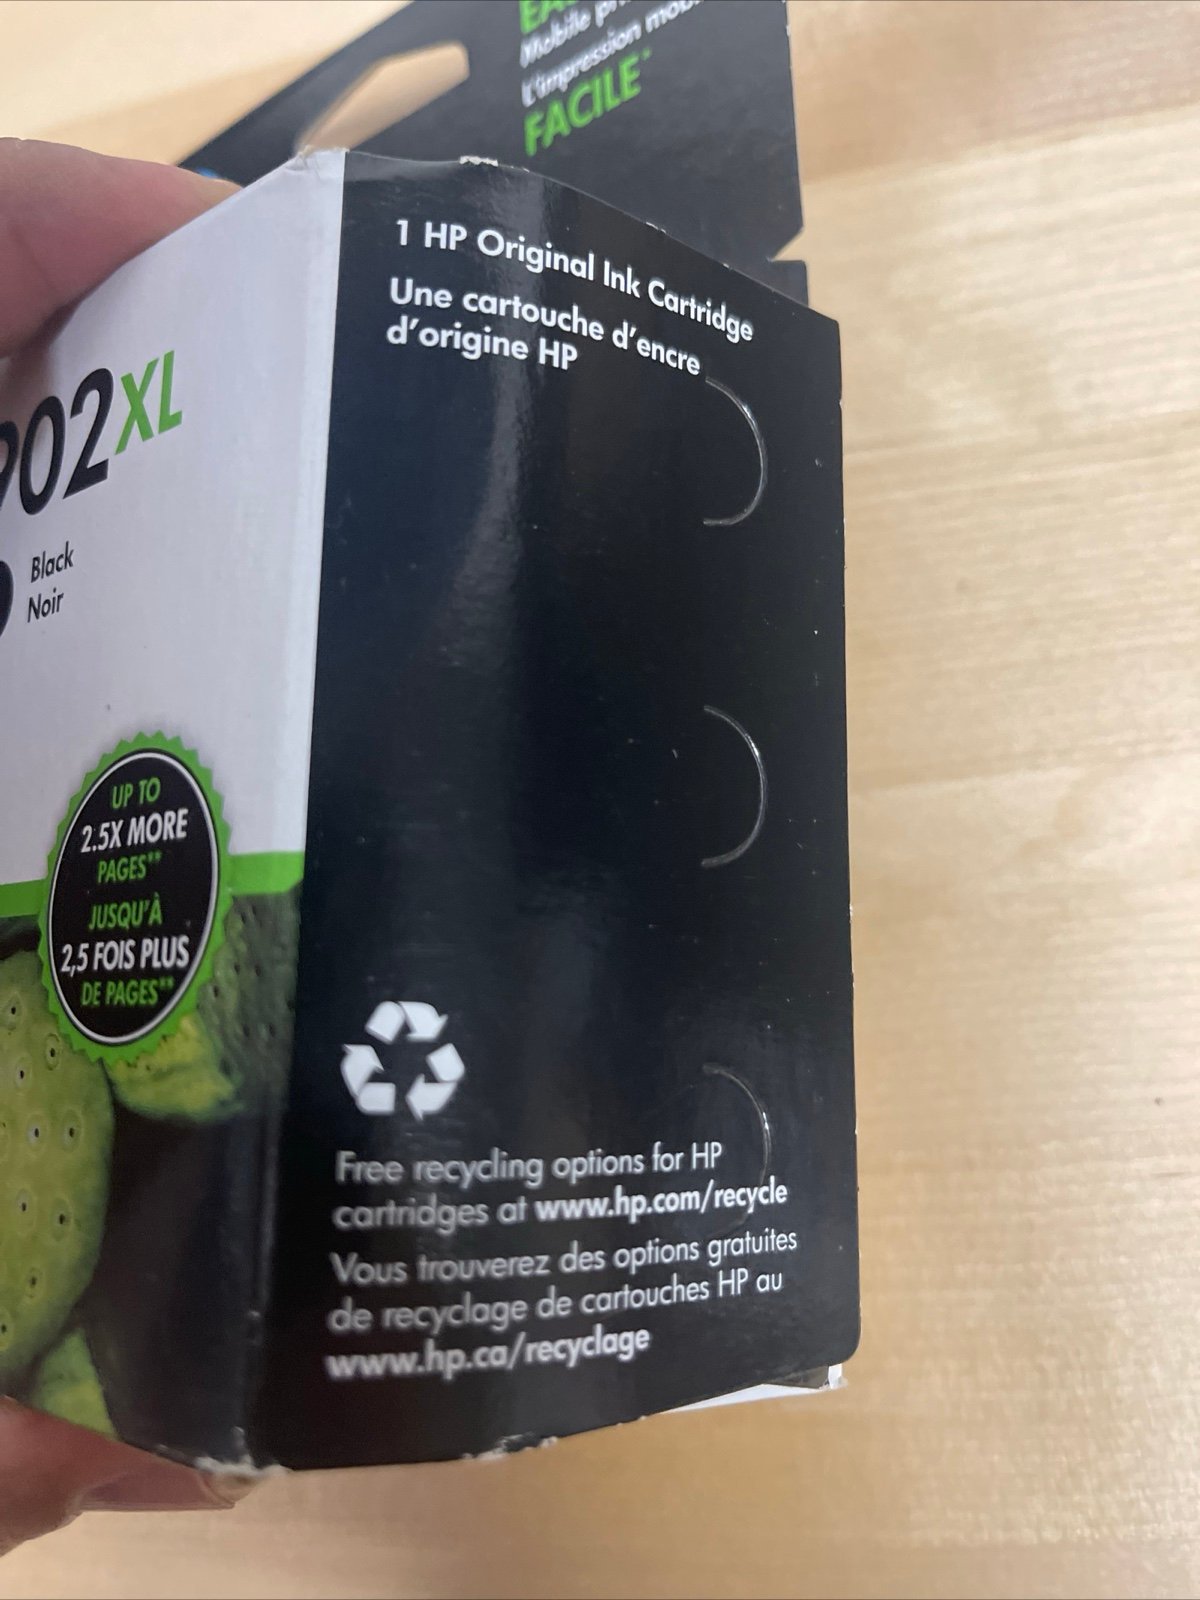 Mobile
L'impression
FACILE*
1 HP Original Ink Cartridge
Une cartouche d'encre
d'origine HP
902XL
Black
Noir
UP TO
2.5X MORE
PAGES**
JUSQU'À
2,5 FOIS PLUS
DE PAGES**
Free recycling options for HP
cartridges at www.hp.com/recycle
Vous trouverez des options gratuites
de recyclage de cartouches HP au
www.hp.ca/recyclage